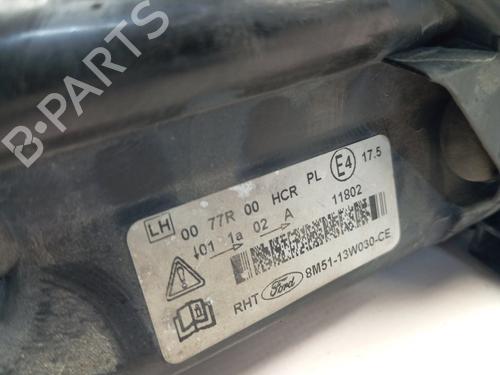 B-PARTS
LH 00 77R 00 HCR PL E4 17.5
01 1a 02 A 11802
RHT Ford 8M51-13W030-CE